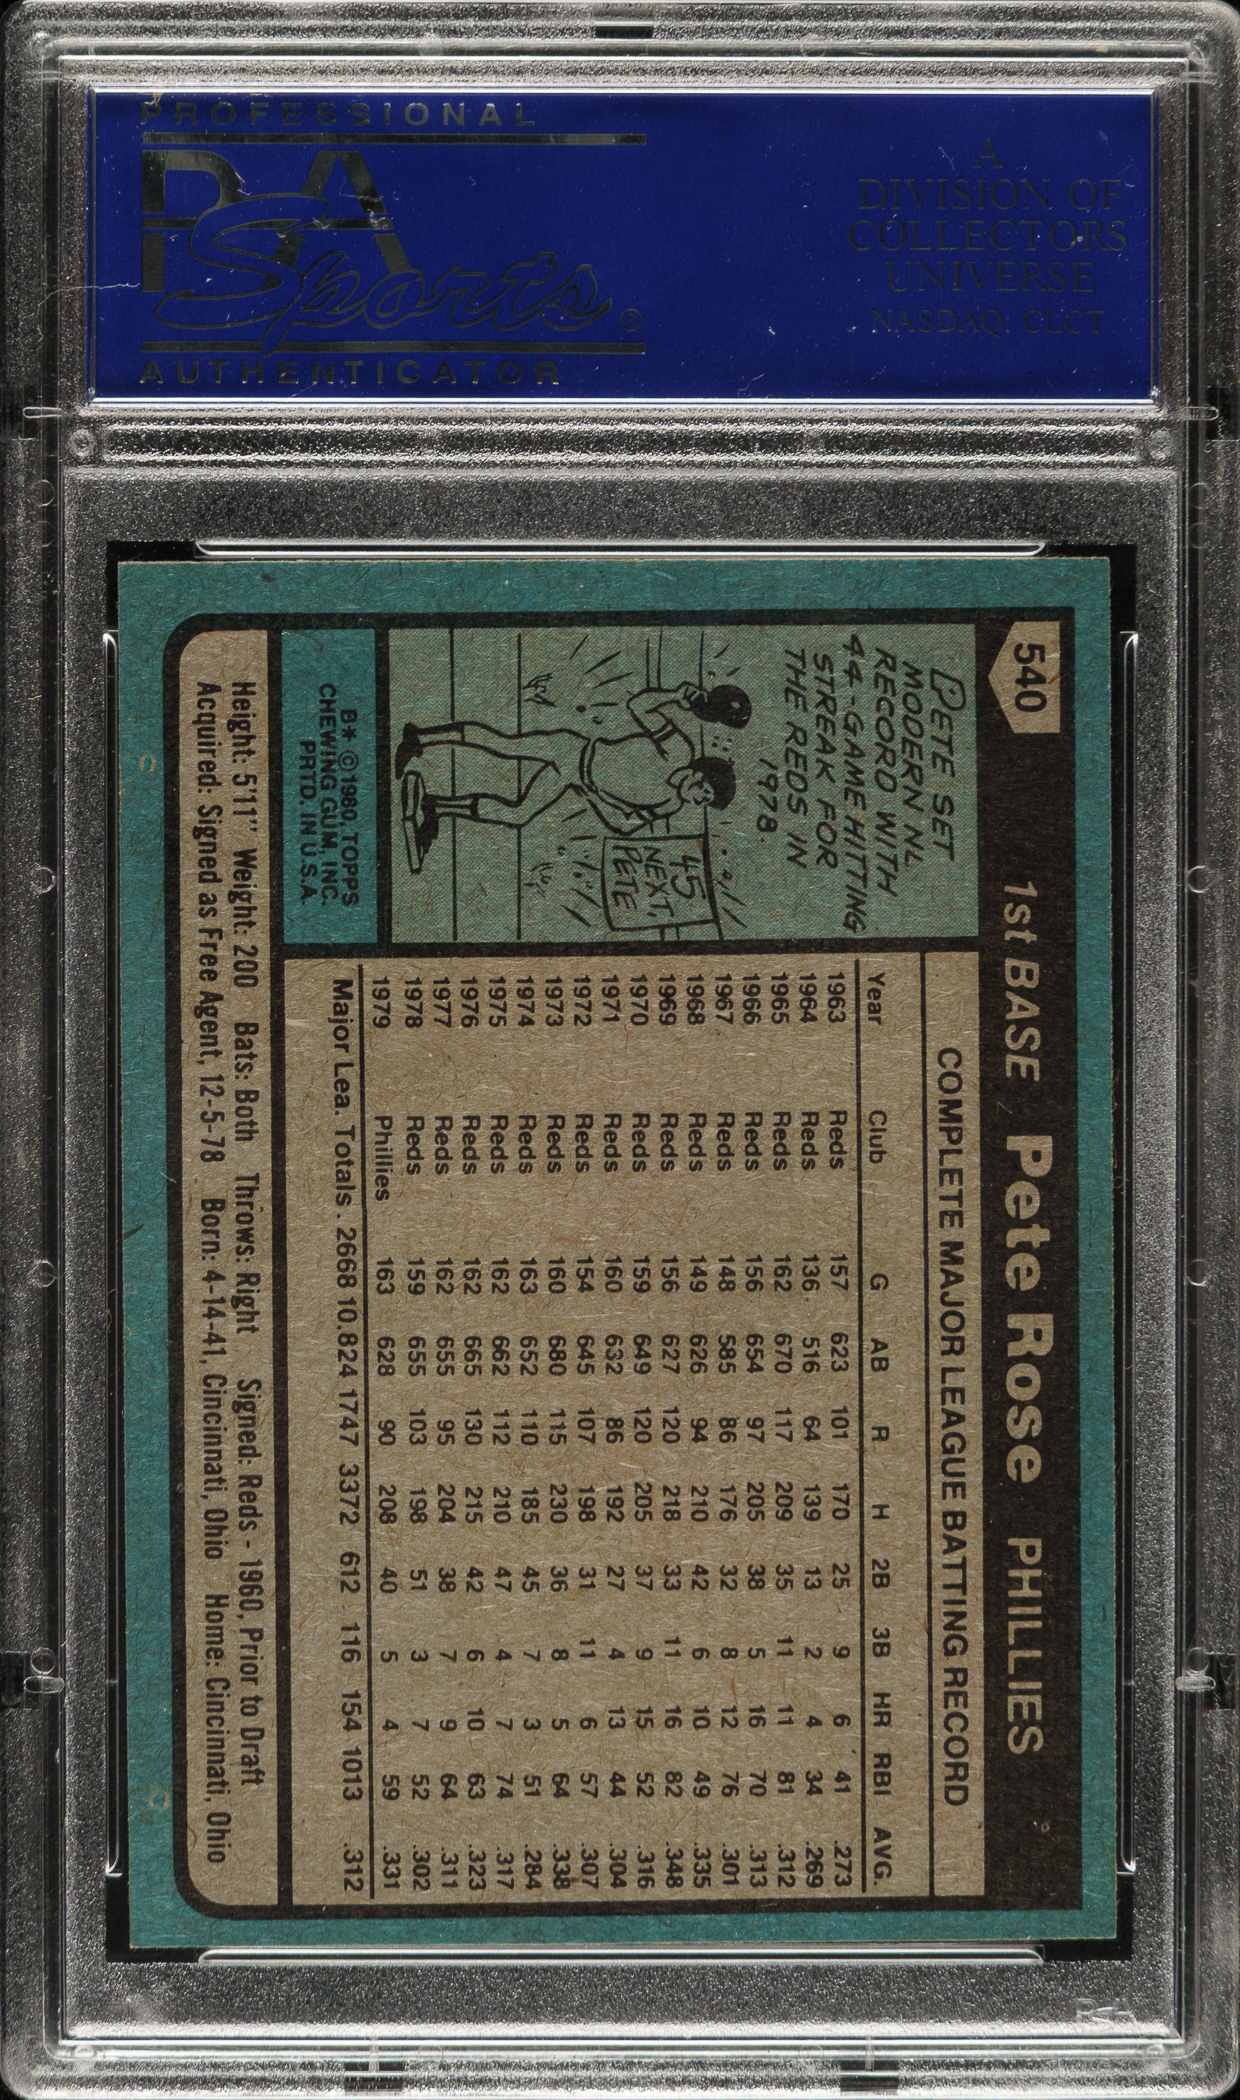 PROFESSIONAL
PSA
Sports®
AUTHENTICATOR
A
DIVISION OF
COLLECTORS
UNIVERSE
NASDAQ: CLCT
540
1st BASE Pete Rose PHILLIES
PETE SET
MODERN NL
RECORD WITH
44-GAME HITTING
STREAK FOR
THE REDS IN
1978.
45
NEXT,
PETE
B* ©1980, TOPPS
CHEWING GUM, INC.
PRTD. IN U.S.A.
COMPLETE MAJOR LEAGUE BATTING RECORD
Year Club G AB R H 2B 3B HR RBI AVG.
1963 Reds 157 623 101 170 25 9 6 41 .273
1964 Reds 136 516 64 139 13 2 4 34 .269
1965 Reds 162 670 117 209 35 11 11 81 .312
1966 Reds 156 654 97 205 38 5 16 70 .313
1967 Reds 148 585 86 176 32 8 12 76 .301
1968 Reds 149 626 94 210 42 6 10 49 .335
1969 Reds 156 627 120 218 33 11 16 82 .348
1970 Reds 159 649 120 205 37 9 15 52 .316
1971 Reds 160 632 86 192 27 4 13 44 .304
1972 Reds 154 645 107 198 31 11 6 57 .307
1973 Reds 160 680 115 230 36 8 5 64 .338
1974 Reds 163 652 110 185 45 7 3 51 .284
1975 Reds 162 662 112 210 47 4 7 74 .317
1976 Reds 162 665 130 215 42 6 10 63 .323
1977 Reds 162 655 95 204 38 7 9 64 .311
1978 Reds 159 655 103 198 51 3 7 52 .302
1979 Phillies 163 628 90 208 40 5 4 59 .331
Major Lea. Totals 2668 10.824 1747 3372 612 116 154 1013 .312
Height: 5'11" Weight: 200 Bats: Both Throws: Right Signed: Reds - 1960, Prior to Draft
Acquired: Signed as Free Agent, 12-5-78 Born: 4-14-41, Cincinnati, Ohio Home: Cincinnati, Ohio
PSA